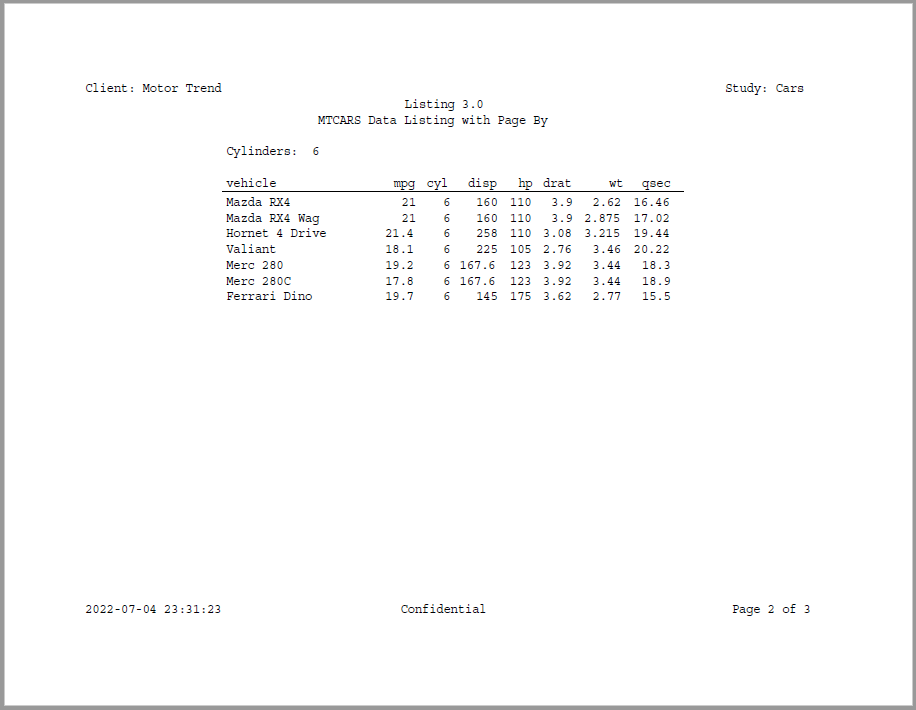 Client: Motor Trend Study: Cars
Listing 3.0
MTCARS Data Listing with Page By
Cylinders: 6
vehicle mpg cyl disp hp drat wt qsec
Mazda RX4 21 6 160 110 3.9 2.62 16.46
Mazda RX4 Wag 21 6 160 110 3.9 2.875 17.02
Hornet 4 Drive 21.4 6 258 110 3.08 3.215 19.44
Valiant 18.1 6 225 105 2.76 3.46 20.22
Merc 280 19.2 6 167.6 123 3.92 3.44 18.3
Merc 280C 17.8 6 167.6 123 3.92 3.44 18.9
Ferrari Dino 19.7 6 145 175 3.62 2.77 15.5
2022-07-04 23:31:23 Confidential Page 2 of 3